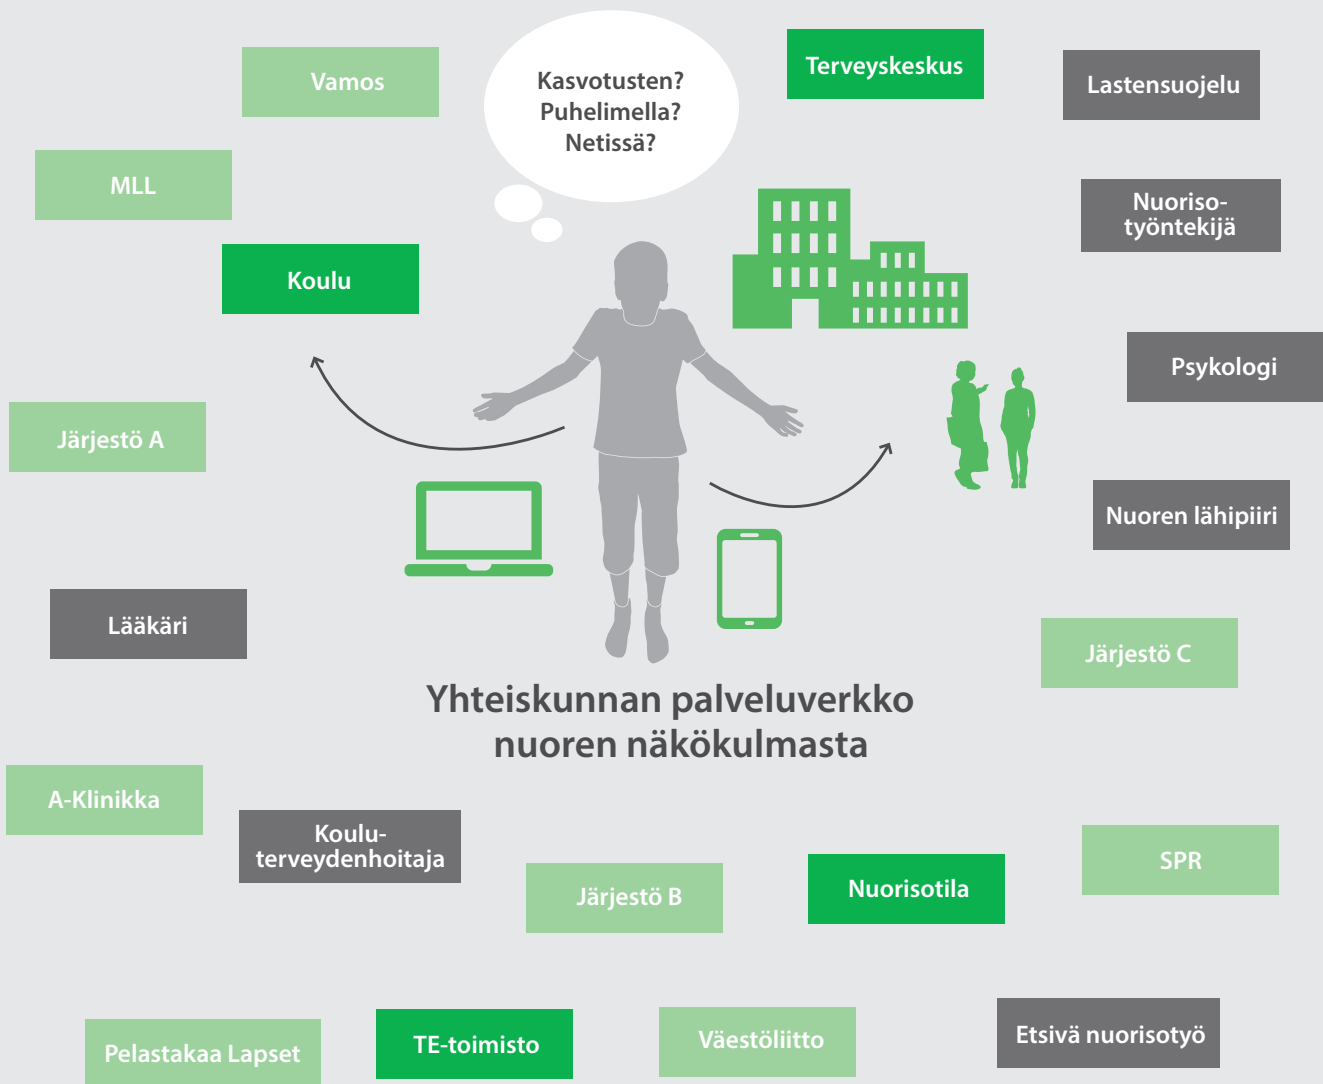 Vamos
Kasvotusten?
Puhelimella?
Netissä?
Terveyskeskus
Lastensuojelu
MLL
Nuoriso-
työntekijä
Koulu
Psykologi
Järjestö A
Nuoren lähipiiri
Lääkäri
Järjestö C
Yhteiskunnan palveluverkko
nuoren näkökulmasta
A-Klinikka
Koulu-
terveydenhoitaja
Järjestö B
Nuorisotila
SPR
Pelastakaa Lapset
TE-toimisto
Väestöliitto
Etsivä nuorisotyö